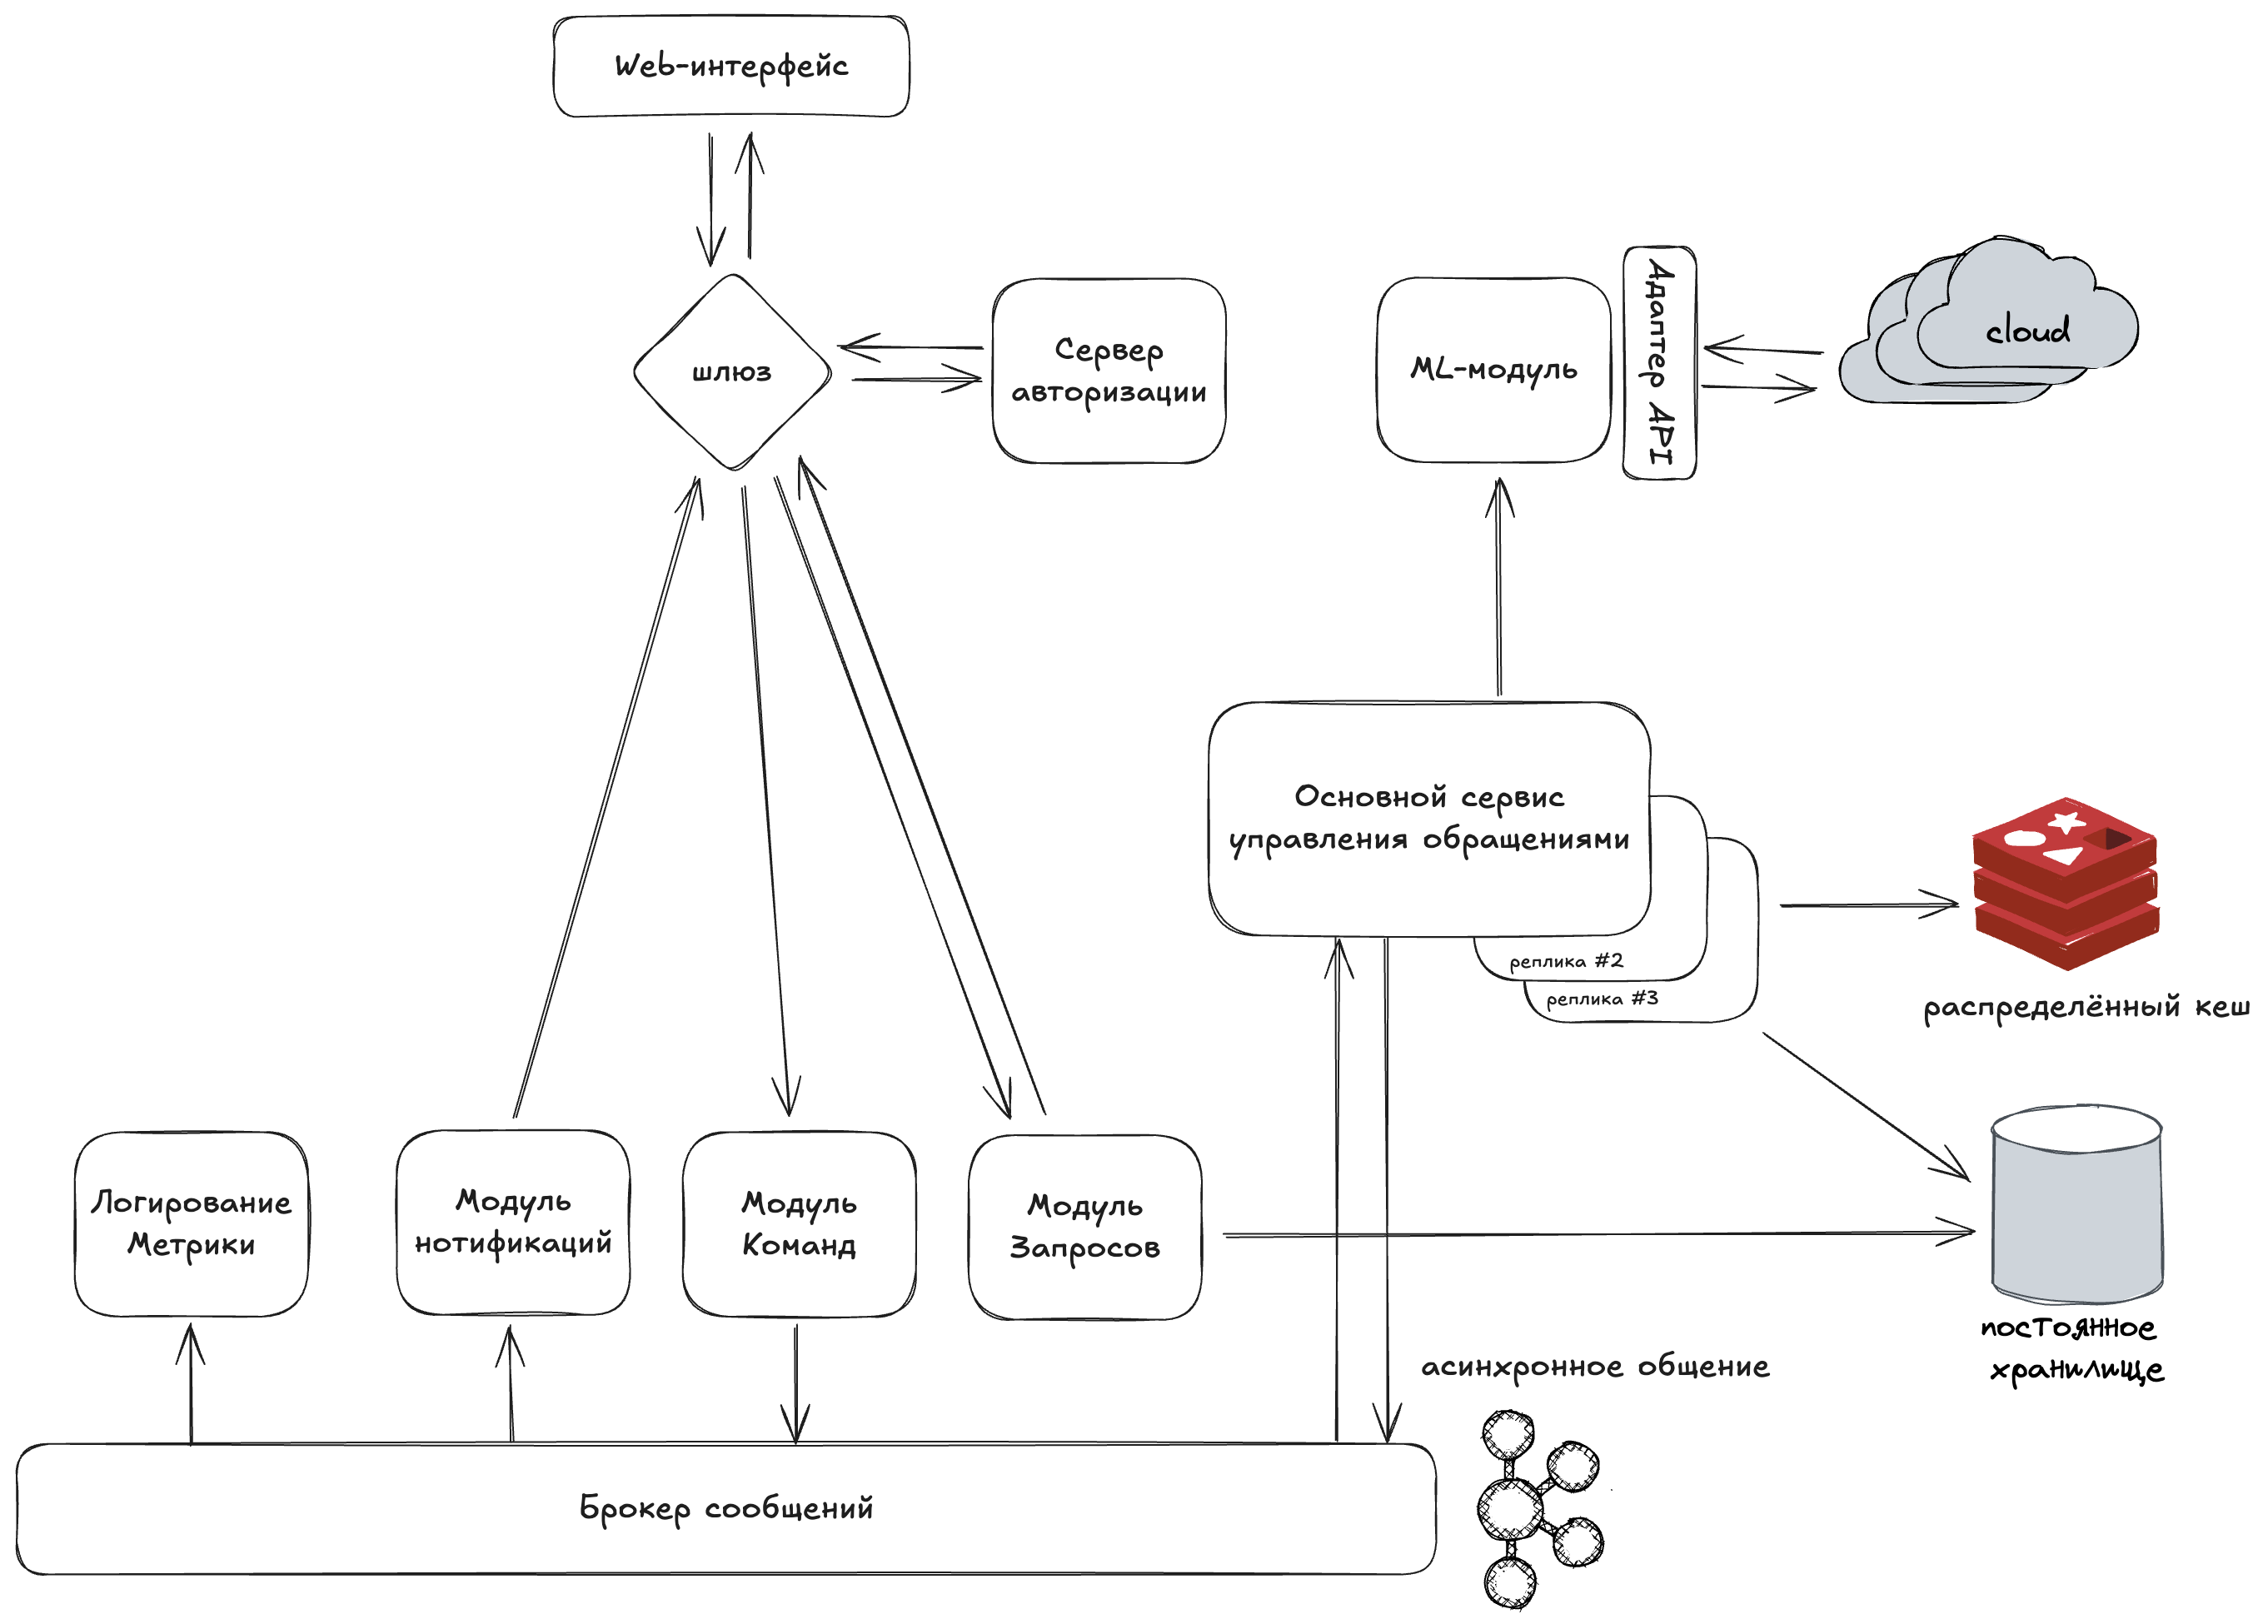 Web-интерфейс
шлюз
Сервер
авторизации
ML-модуль
Адаптер API
cloud
Основной сервис
управления обращениями
реплика #2
реплика #3
распределённый кеш
Логирование
Метрики
Модуль
нотификаций
Модуль
Команд
Модуль
Запросов
постоянное
хранилище
асинхронное общение
Брокер сообщений